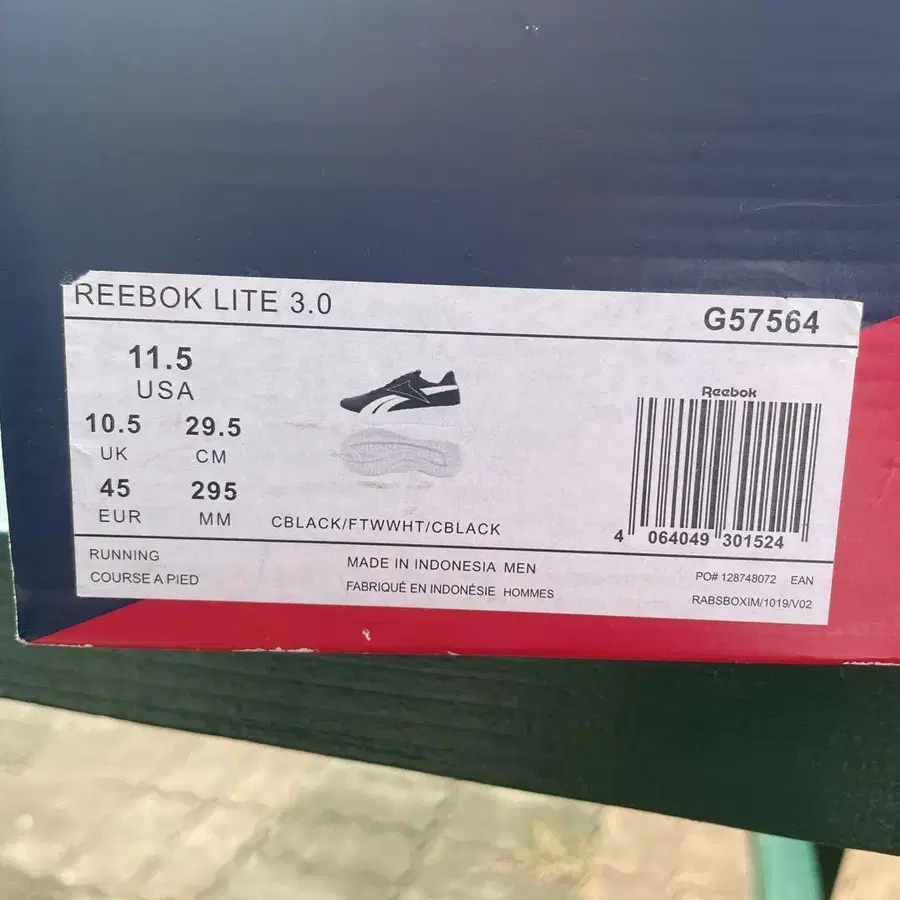 REEBOK LITE 3.0
G57564
11.5
USA
10.5 29.5
UK CM
45 295
EUR MM
CBLACK/FTWWHT/CBLACK
Reebok
4 064049 301524
RUNNING
COURSE A PIED
MADE IN INDONESIA MEN
FABRIQUÉ EN INDONÉSIE HOMMES
PO# 128748072 EAN
RABSBOXIM/1019/V02